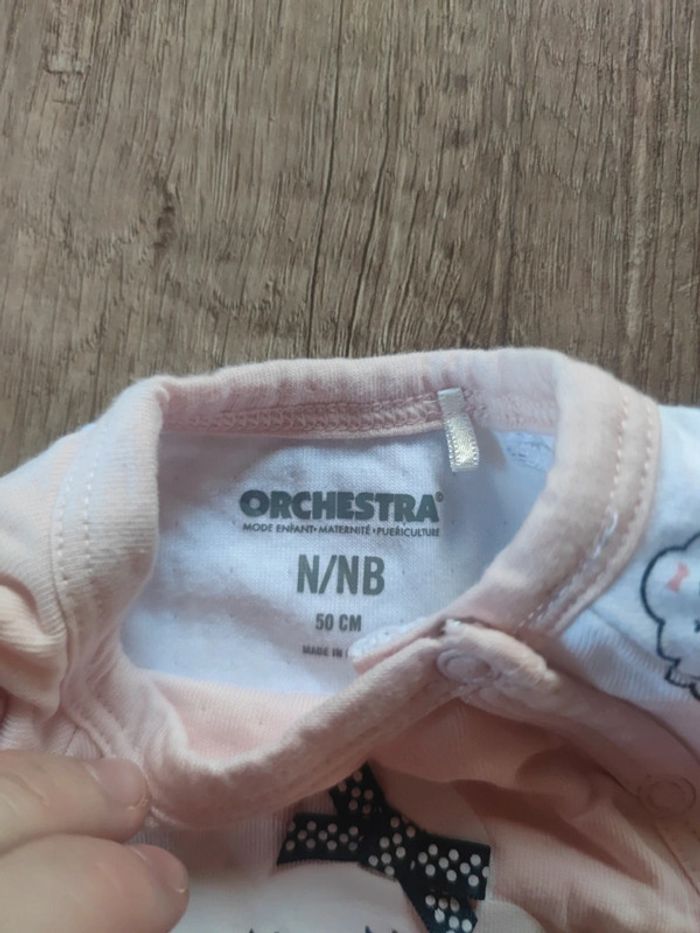 ORCHESTRA®
MODE ENFANT•MATERNITÉ•PUÉRICULTURE
N/NB
50 CM
MADE IN